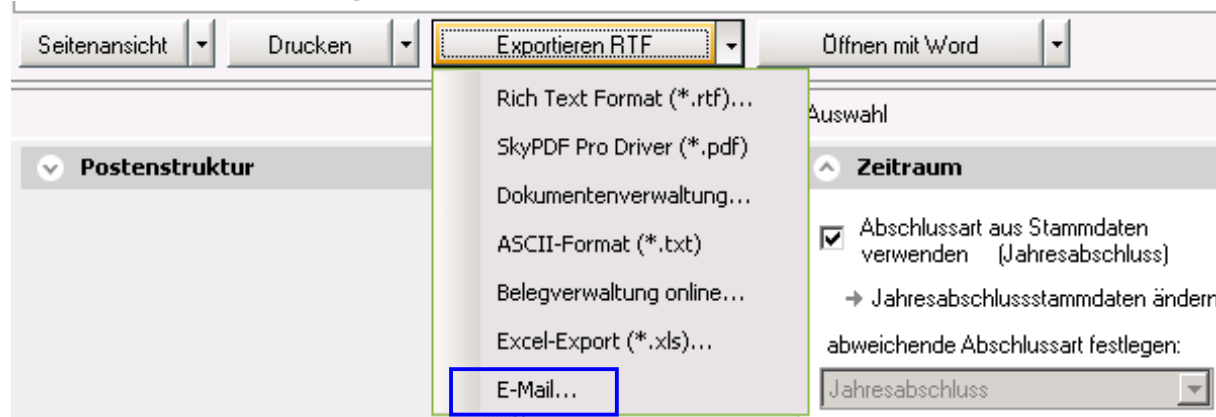 Seitenansicht Drucken Exportieren RTF Öffnen mit Word
Rich Text Format (*.rtf)...
SkyPDF Pro Driver (*.pdf)
Dokumentenverwaltung...
ASCII-Format (*.txt)
Belegverwaltung online...
Excel-Export (*.xls)...
E-Mail...
Auswahl
Postenstruktur
Zeitraum
Abschlussart aus Stammdaten
verwenden (Jahresabschluss)
Jahresabschlussstammdaten ändern
abweichende Abschlussart festlegen:
Jahresabschluss